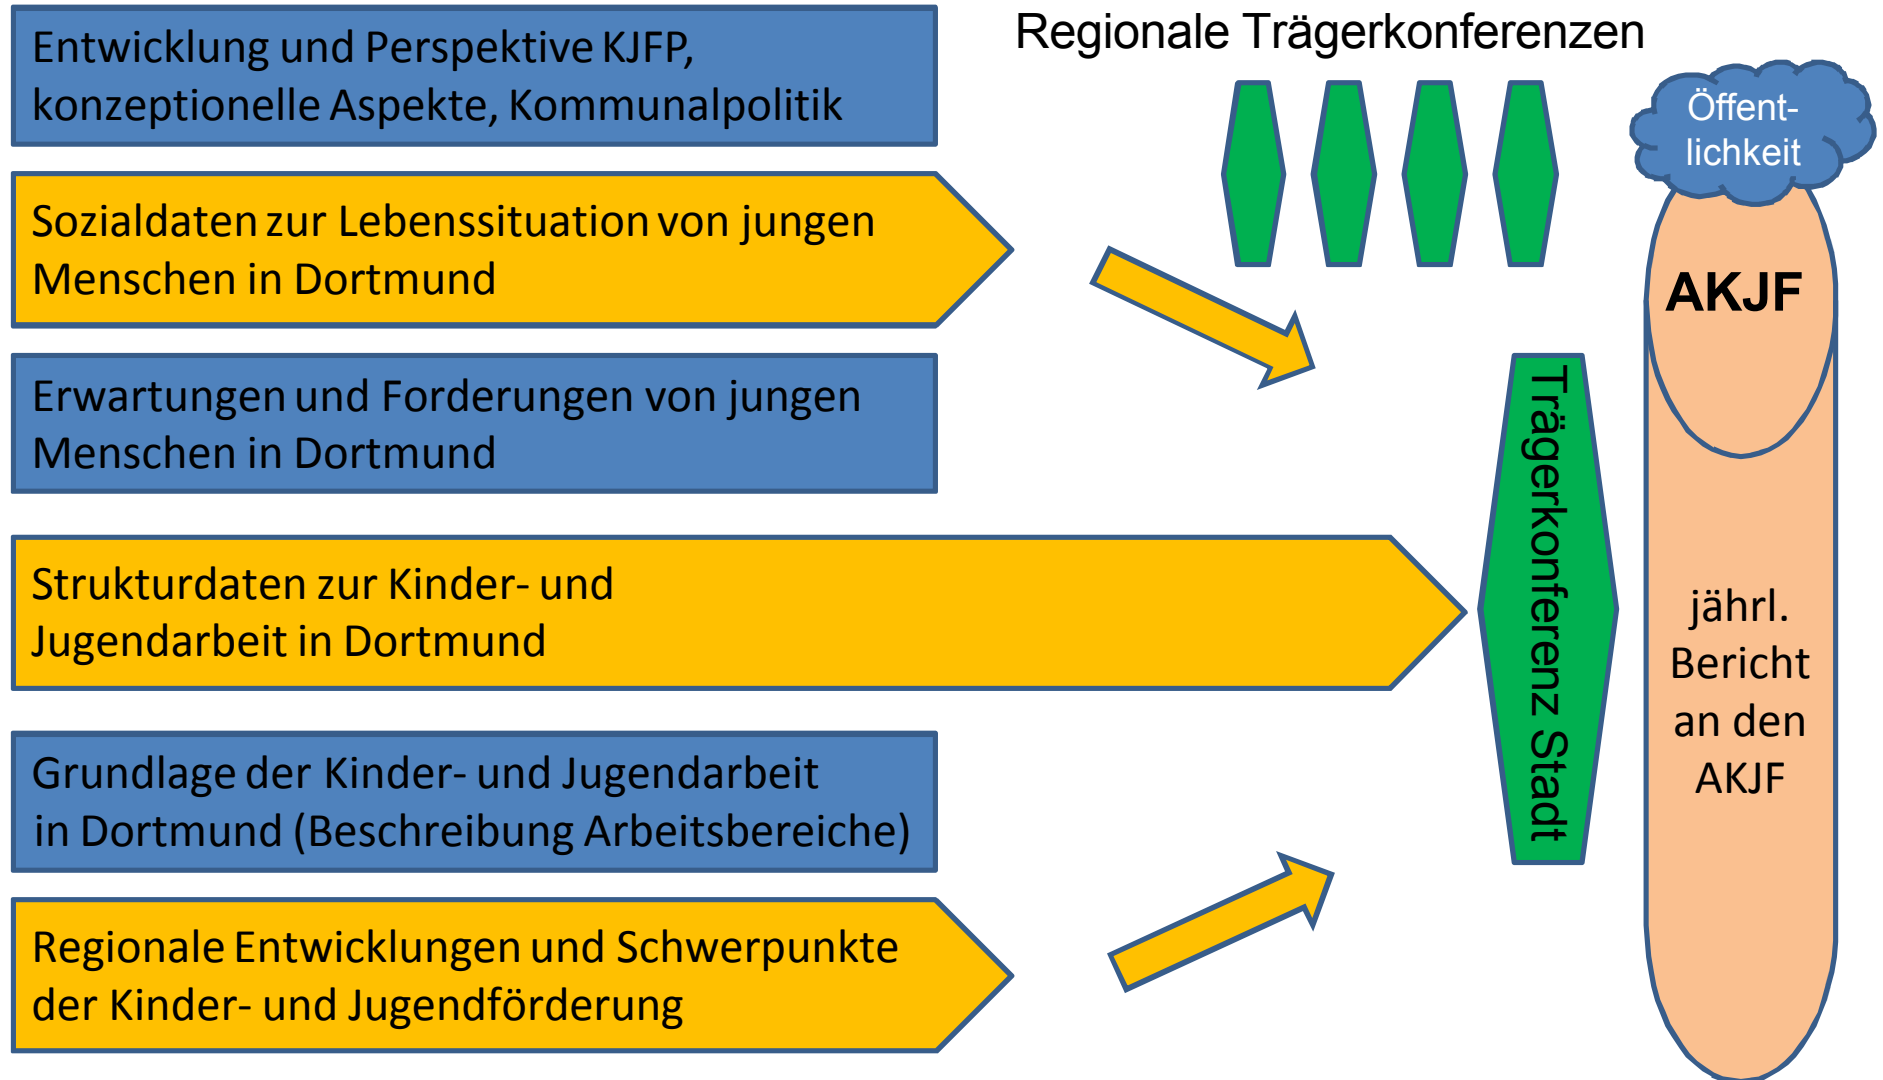 Entwicklung und Perspektive KJFP,
konzeptionelle Aspekte, Kommunalpolitik
Sozialdaten zur Lebenssituation von jungen
Menschen in Dortmund
Erwartungen und Forderungen von jungen
Menschen in Dortmund
Strukturdaten zur Kinder- und
Jugendarbeit in Dortmund
Grundlage der Kinder- und Jugendarbeit
in Dortmund (Beschreibung Arbeitsbereiche)
Regionale Entwicklungen und Schwerpunkte
der Kinder- und Jugendförderung
Regionale Trägerkonferenzen
Trägerkonferenz Stadt
Öffent-
lichkeit
AKJF
jährl.
Bericht
an den
AKJF